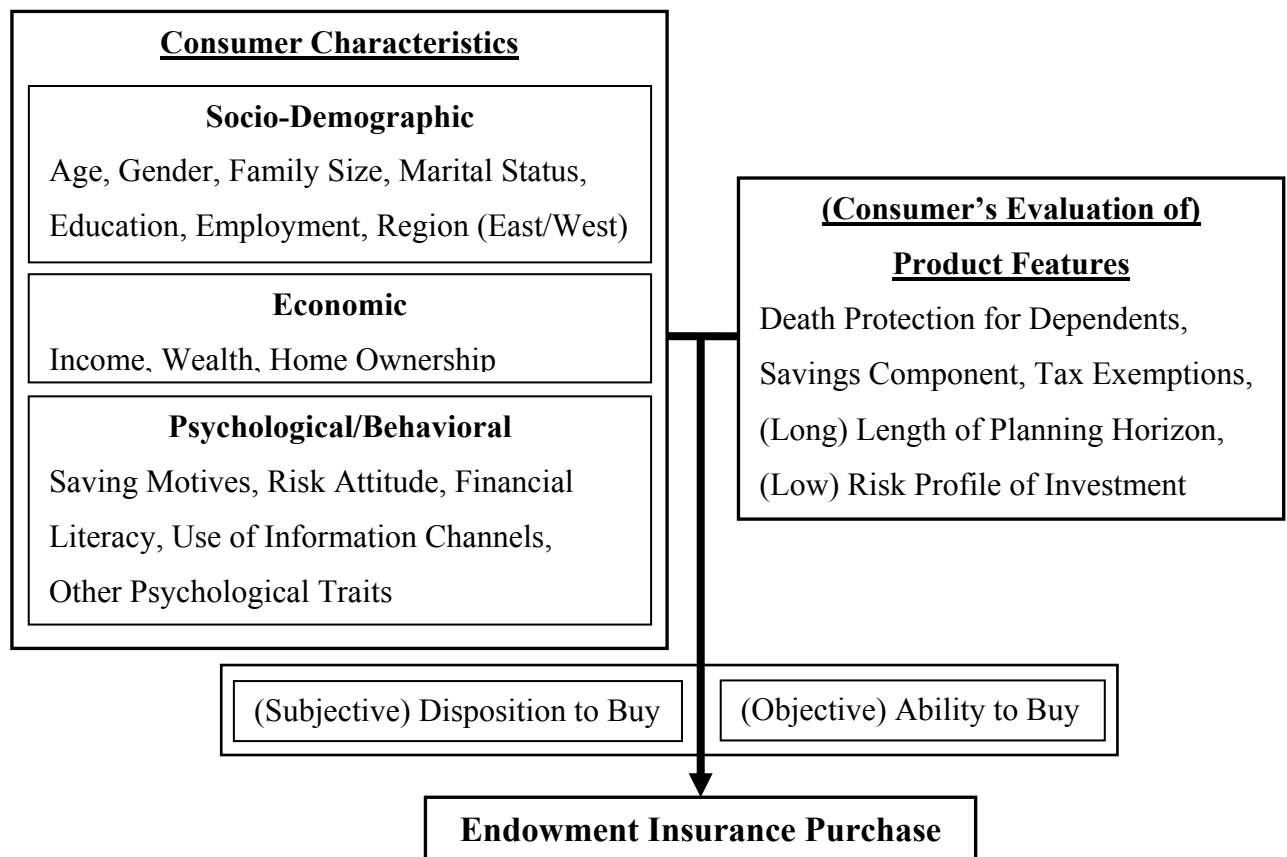 Consumer Characteristics
Socio-Demographic
Age, Gender, Family Size, Marital Status,
Education, Employment, Region (East/West)
Economic
Income, Wealth, Home Ownership
Psychological/Behavioral
Saving Motives, Risk Attitude, Financial
Literacy, Use of Information Channels,
Other Psychological Traits
(Consumer’s Evaluation of)
Product Features
Death Protection for Dependents,
Savings Component, Tax Exemptions,
(Long) Length of Planning Horizon,
(Low) Risk Profile of Investment
(Subjective) Disposition to Buy
(Objective) Ability to Buy
Endowment Insurance Purchase